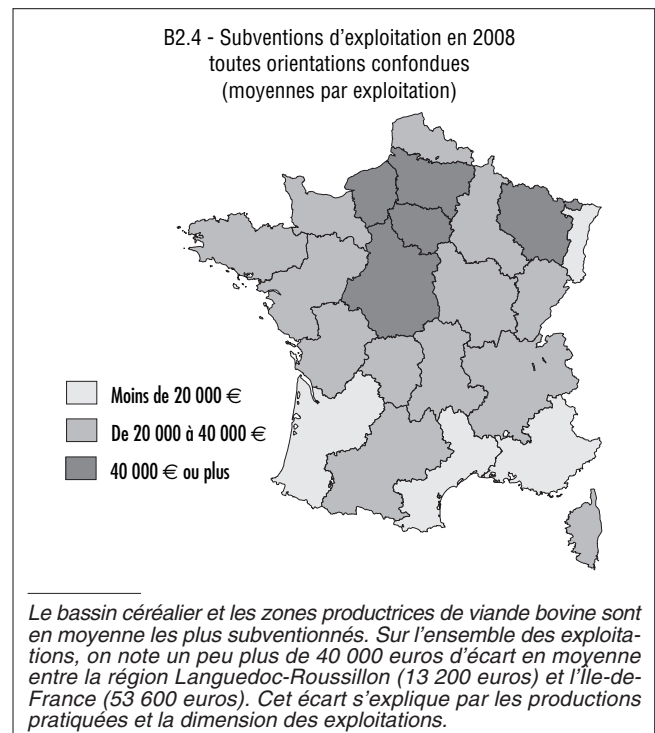 B2.4 - Subventions d’exploitation en 2008
toutes orientations confondues
(moyennes par exploitation)
Moins de 20 000 €
De 20 000 à 40 000 €
40 000 € ou plus
Le bassin céréalier et les zones productrices de viande bovine sont
en moyenne les plus subventionnés. Sur l’ensemble des exploita-
tions, on note un peu plus de 40 000 euros d’écart en moyenne
entre la région Languedoc-Roussillon (13 200 euros) et l’Île-de-
France (53 600 euros). Cet écart s’explique par les productions
pratiquées et la dimension des exploitations.